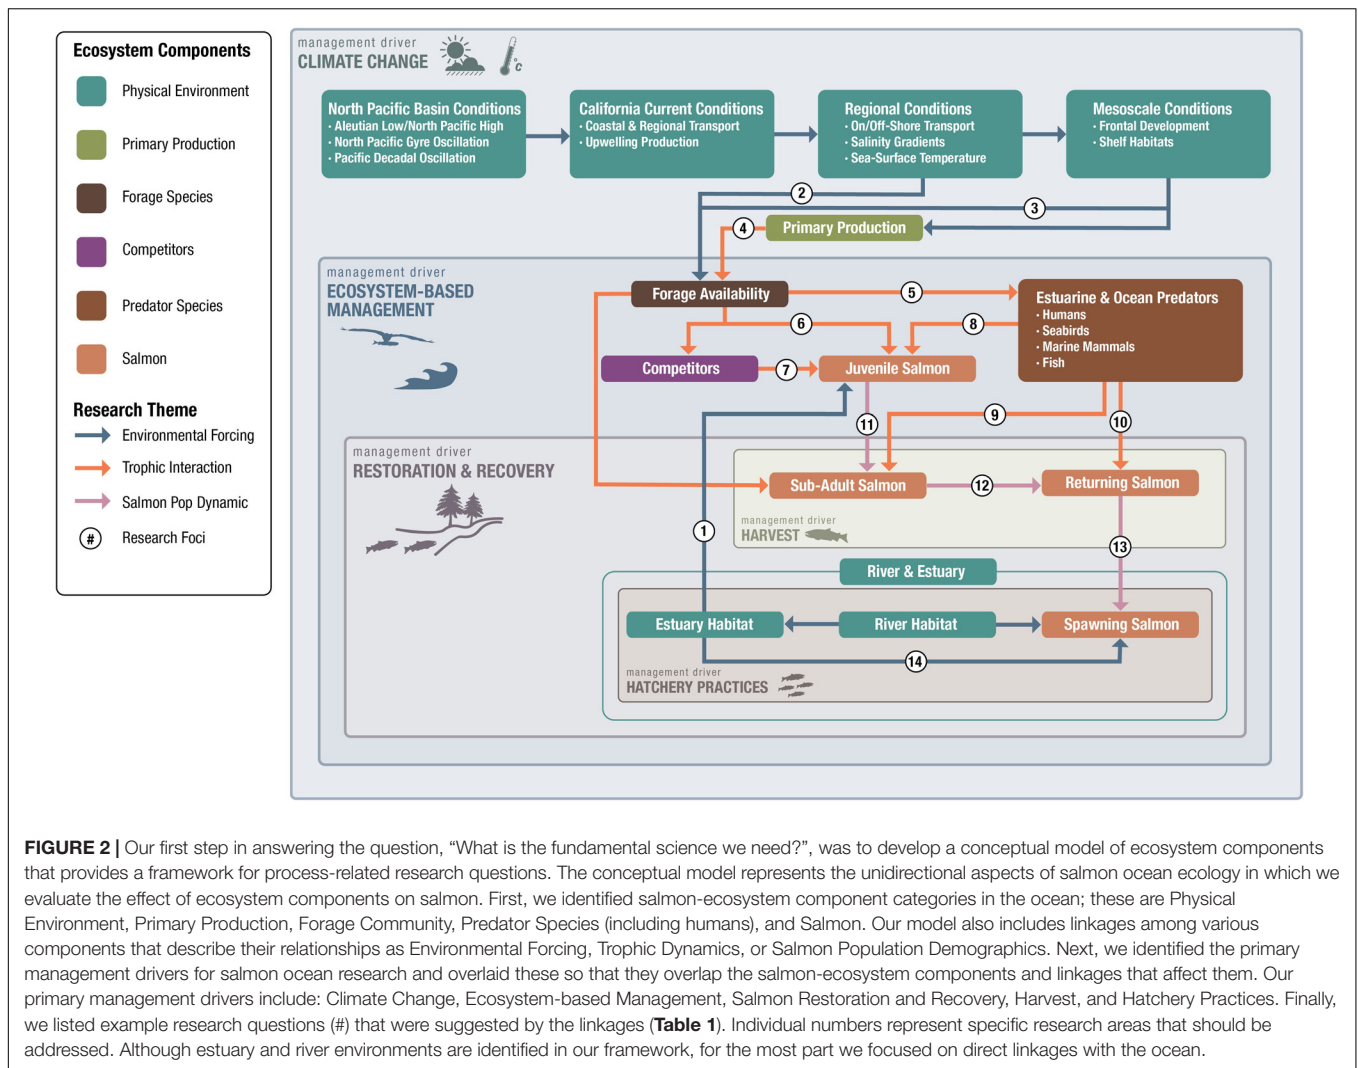 Ecosystem Components
Physical Environment
Primary Production
Forage Species
Competitors
Predator Species
Salmon
Research Theme
Environmental Forcing
Trophic Interaction
Salmon Pop Dynamic
# Research Foci
management driver
CLIMATE CHANGE
°c
North Pacific Basin Conditions
· Aleutian Low/North Pacific High
· North Pacific Gyre Oscillation
· Pacific Decadal Oscillation
California Current Conditions
· Coastal & Regional Transport
· Upwelling Production
Regional Conditions
· On/Off-Shore Transport
· Salinity Gradients
· Sea-Surface Temperature
Mesoscale Conditions
· Frontal Development
· Shelf Habitats
2
3
4
Primary Production
management driver
ECOSYSTEM-BASED
MANAGEMENT
Forage Availability
5
Estuarine & Ocean Predators
· Humans
· Seabirds
· Marine Mammals
· Fish
6
8
Competitors
7
Juvenile Salmon
9
10
11
management driver
RESTORATION & RECOVERY
Sub-Adult Salmon
12
Returning Salmon
management driver
HARVEST
1
13
River & Estuary
Estuary Habitat
River Habitat
Spawning Salmon
14
management driver
HATCHERY PRACTICES
FIGURE 2 | Our first step in answering the question, “What is the fundamental science we need?”, was to develop a conceptual model of ecosystem components
that provides a framework for process-related research questions. The conceptual model represents the unidirectional aspects of salmon ocean ecology in which we
evaluate the effect of ecosystem components on salmon. First, we identified salmon-ecosystem component categories in the ocean; these are Physical
Environment, Primary Production, Forage Community, Predator Species (including humans), and Salmon. Our model also includes linkages among various
components that describe their relationships as Environmental Forcing, Trophic Dynamics, or Salmon Population Demographics. Next, we identified the primary
management drivers for salmon ocean research and overlaid these so that they overlap the salmon-ecosystem components and linkages that affect them. Our
primary management drivers include: Climate Change, Ecosystem-based Management, Salmon Restoration and Recovery, Harvest, and Hatchery Practices. Finally,
we listed example research questions (#) that were suggested by the linkages (Table 1). Individual numbers represent specific research areas that should be
addressed. Although estuary and river environments are identified in our framework, for the most part we focused on direct linkages with the ocean.